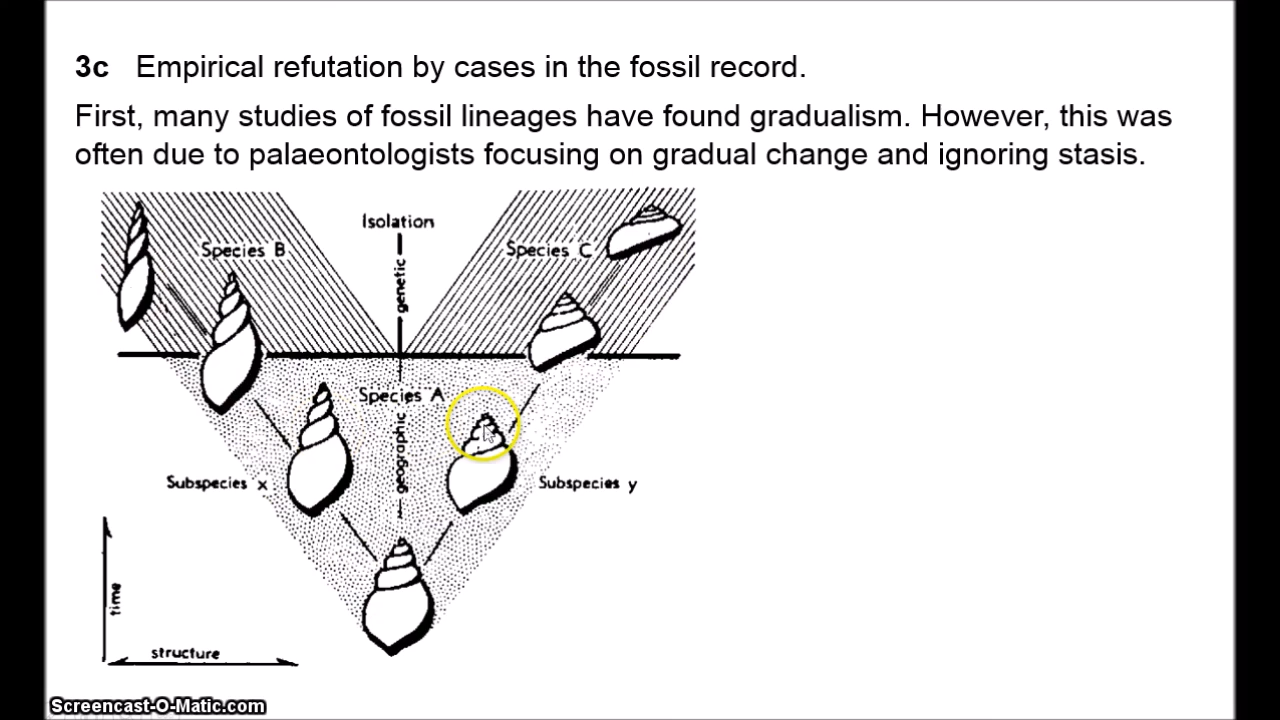 3c Empirical refutation by cases in the fossil record.
First, many studies of fossil lineages have found gradualism. However, this was
often due to palaeontologists focusing on gradual change and ignoring stasis.
Isolation
Species B
Species C
genetic
Species A
geographic
Subspecies x
Subspecies y
time
structure
Screencast-O-Matic.com